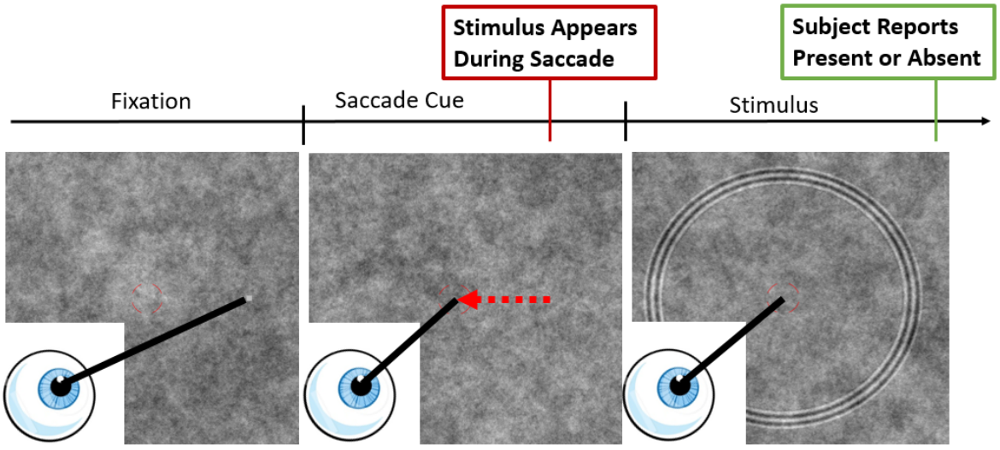 Stimulus Appears
During Saccade
Subject Reports
Present or Absent
Fixation
Saccade Cue
Stimulus